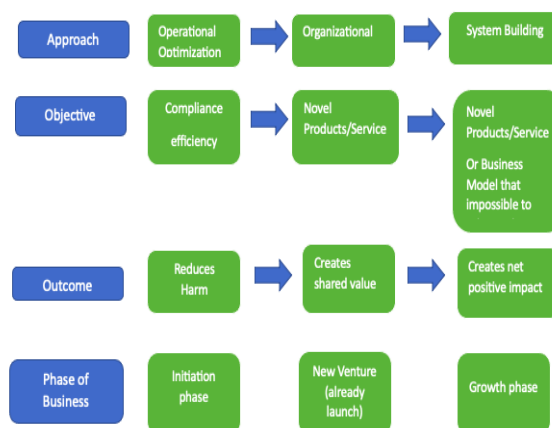 Approach
Operational
Optimization
Organizational
System Building
Objective
Compliance
efficiency
Novel
Products/Service
Novel
Products/Service
Or Business
Model that
impossible to
Outcome
Reduces
Harm
Creates
shared value
Creates net
positive impact
Phase of
Business
Initiation
phase
New Venture
(already
launch)
Growth phase